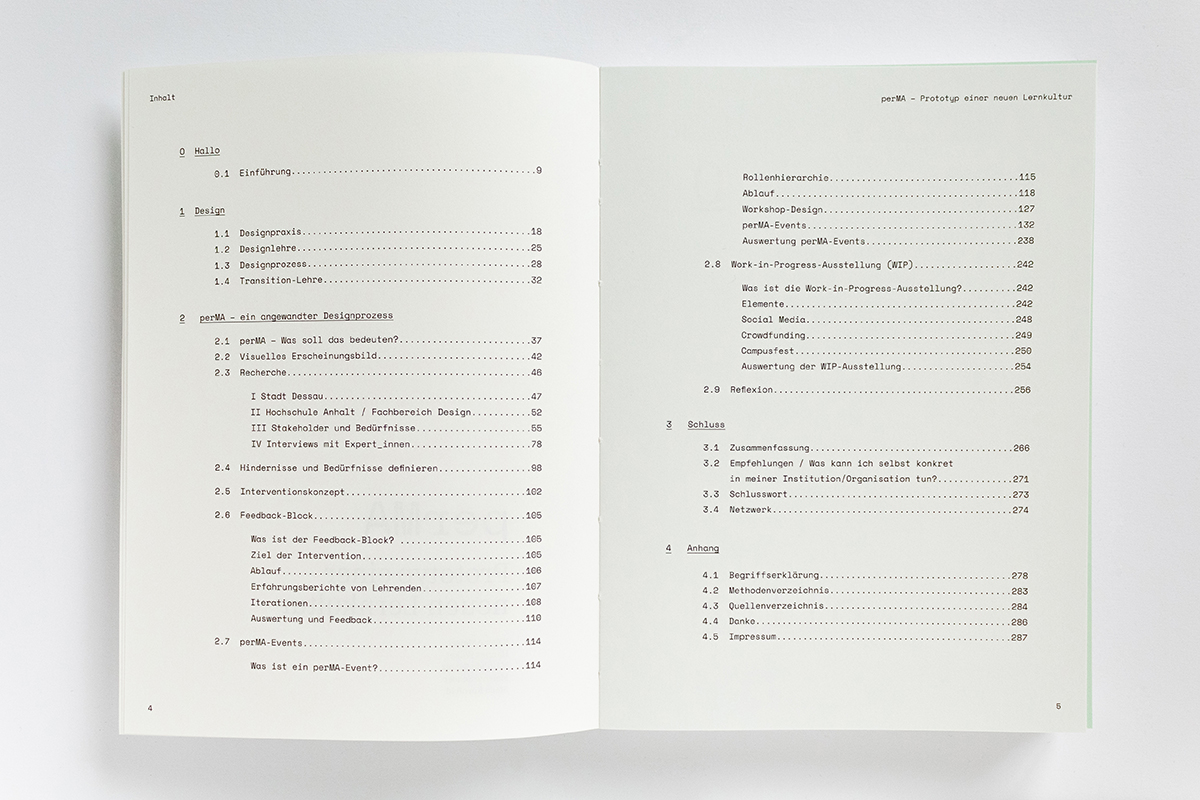 Inhalt
0 Hallo
0.1 Einführung........................................9
1 Design
1.1 Designpraxis......................................18
1.2 Designlehre.......................................25
1.3 Designprozess.....................................28
1.4 Transition-Lehre..................................32
2 perMA – ein angewandter Designprozess
2.1 perMA – Was soll das bedeuten?......................37
2.2 Visuelles Erscheinungsbild..........................42
2.3 Recherche.........................................46
I Stadt Dessau........................................47
II Hochschule Anhalt / Fachbereich Design..........52
III Stakeholder und Bedürfnisse...................55
IV Interviews mit Expert_innen....................78
2.4 Hindernisse und Bedürfnisse definieren...............98
2.5 Interventionskonzept..............................102
2.6 Feedback-Block....................................105
Was ist der Feedback-Block? .....................105
Ziel der Intervention...........................105
Ablauf........................................106
Erfahrungsberichte von Lehrenden.................107
Iterationen....................................108
Auswertung und Feedback.........................110
2.7 perMA-Events......................................114
Was ist ein perMA-Event?........................114
4
perMA – Prototyp einer neuen Lernkultur
Rollenhierarchie...............................115
Ablauf........................................118
Workshop-Design................................127
perMA-Events..................................132
Auswertung perMA-Events.........................238
2.8 Work-in-Progress-Ausstellung (WIP)...................242
Was ist die Work-in-Progress-Ausstellung?.........242
Elemente......................................242
Social Media..................................248
Crowdfunding..................................249
Campusfest....................................250
Auswertung der WIP-Ausstellung...................254
2.9 Reflexion.........................................256
3 Schluss
3.1 Zusammenfassung..................................266
3.2 Empfehlungen / Was kann ich selbst konkret
in meiner Institution/Organisation tun?.............271
3.3 Schlusswort......................................273
3.4 Netzwerk.........................................274
4 Anhang
4.1 Begriffserklärung................................278
4.2 Methodenverzeichnis..............................283
4.3 Quellenverzeichnis...............................284
4.4 Danke............................................286
4.5 Impressum........................................287
5